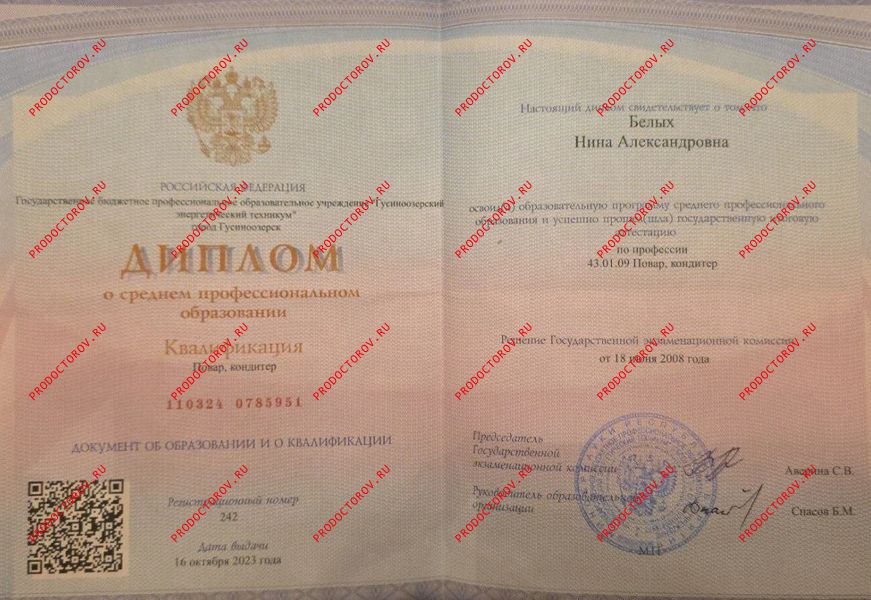 РОССИЙСКАЯ ФЕДЕРАЦИЯ
Государственное бюджетное профессиональное образовательное учреждение "Гусиноозерский
энергетический техникум"
город Гусиноозерск
ДИПЛОМ
о среднем профессиональном
образовании
Квалификация
Повар, кондитер
110324 0785951
ДОКУМЕНТ ОБ ОБРАЗОВАНИИ И О КВАЛИФИКАЦИИ
Регистрационный номер
242
Дата выдачи
16 октября 2023 года
Настоящий диплом свидетельствует о том, что
Белых
Нина Александровна
освоил(а) образовательную программу среднего профессионального
образования и успешно прошел(шла) государственную итоговую
аттестацию
по профессии
43.01.09 Повар, кондитер
Решение Государственной экзаменационной комиссии
от 18 июня 2008 года
Председатель
Государственной
экзаменационной комиссии
Аверина С.В.
Руководитель образовательной
организации
Спасов Б.М.
М.П.
PRODOCTOROV.RU